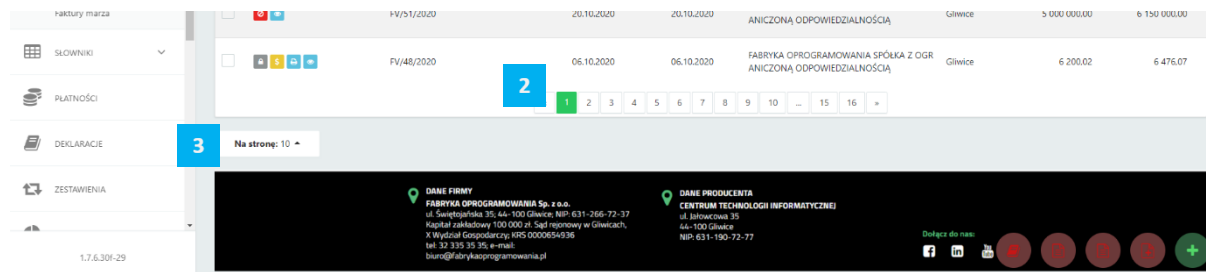 Faktury marża
FV/51/2020 20.10.2020 20.10.2020 ANICZONĄ ODPOWIEDZIALNOŚCIĄ Gliwice 5 000 000,00 6 150 000,00
SŁOWNIKI
FV/48/2020 06.10.2020 06.10.2020 FABRYKA OPROGRAMOWANIA SPÓŁKA Z OGR
ANICZONĄ ODPOWIEDZIALNOŚCIĄ Gliwice 6 200,02 6 476,07
2
PŁATNOŚCI
1 2 3 4 5 6 7 8 9 10 ... 15 16 »
DEKLARACJE
3
Na stronę: 10
ZESTAWIENIA
DANE FIRMY
FABRYKA OPROGRAMOWANIA Sp. z o.o.
ul. Świętojańska 35; 44-100 Gliwice; NIP: 631-266-72-37
Kapitał zakładowy 100 000 zł. Sąd rejonowy w Gliwicach,
X Wydział Gospodarczy; KRS 0000654936
tel: 32 335 35 35; e-mail:
biuro@fabrykaoprogramowania.pl
DANE PRODUCENTA
CENTRUM TECHNOLOGII INFORMATYCZNEJ
ul. Jałowcowa 35
44-100 Gliwice
NIP: 631-190-72-77
Dołącz do nas:
1.7.6.30f-29